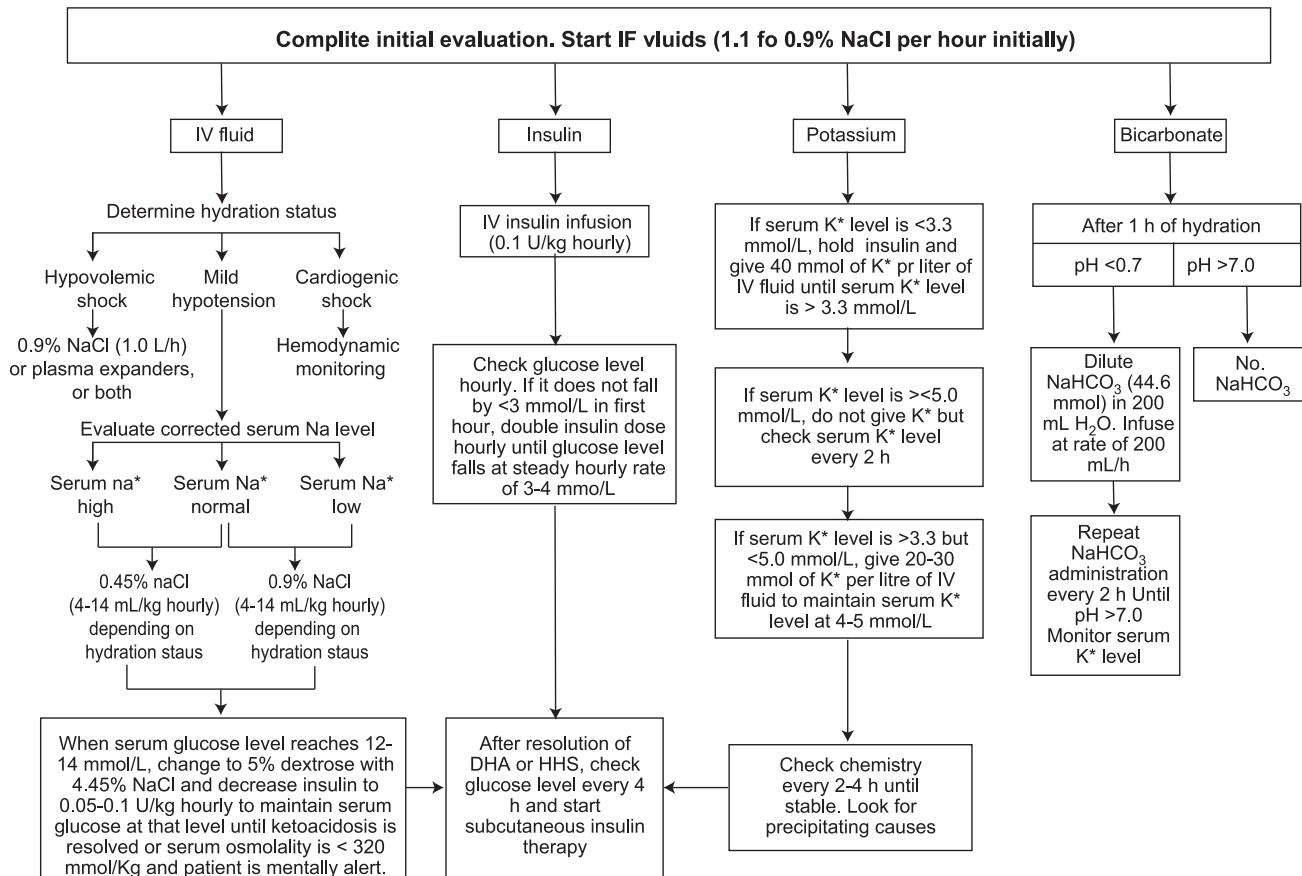 Complite initial evaluation. Start IF vluids (1.1 fo 0.9% NaCl per hour initially)
IV fluid
Determine hydration status
Hypovolemic
shock
Mild
hypotension
Cardiogenic
shock
0.9% NaCl (1.0 L/h)
or plasma expanders,
or both
Hemodynamic
monitoring
Evaluate corrected serum Na level
Serum na*
high
Serum Na*
normal
Serum Na*
low
0.45% naCl
(4-14 mL/kg hourly)
depending on
hydration staus
0.9% NaCl
(4-14 mL/kg hourly)
depending on
hydration staus
When serum glucose level reaches 12-
14 mmol/L, change to 5% dextrose with
4.45% NaCl and decrease insulin to
0.05-0.1 U/kg hourly to maintain serum
glucose at that level until ketoacidosis is
resolved or serum osmolality is < 320
mmol/Kg and patient is mentally alert.
Insulin
IV insulin infusion
(0.1 U/kg hourly)
Check glucose level
hourly. If it does not fall
by <3 mmol/L in first
hour, double insulin dose
hourly until glucose level
falls at steady hourly rate
of 3-4 mmo/L
After resolution of
DHA or HHS, check
glucose level every 4
h and start
subcutaneous insulin
therapy
Potassium
If serum K* level is <3.3
mmol/L, hold insulin and
give 40 mmol of K* pr liter of
IV fluid until serum K* level
is > 3.3 mmol/L
If serum K* level is ><5.0
mmol/L, do not give K* but
check serum K* level
every 2 h
If serum K* level is >3.3 but
<5.0 mmol/L, give 20-30
mmol of K* per litre of IV
fluid to maintain serum K*
level at 4-5 mmol/L
Check chemistry
every 2-4 h until
stable. Look for
precipitating causes
Bicarbonate
After 1 h of hydration
pH <0.7
pH >7.0
Dilute
NaHCO₃ (44.6
mmol) in 200
mL H₂O. Infuse
at rate of 200
mL/h
No.
NaHCO₃
Repeat
NaHCO₃
administration
every 2 h Until
pH >7.0
Monitor serum
K* level